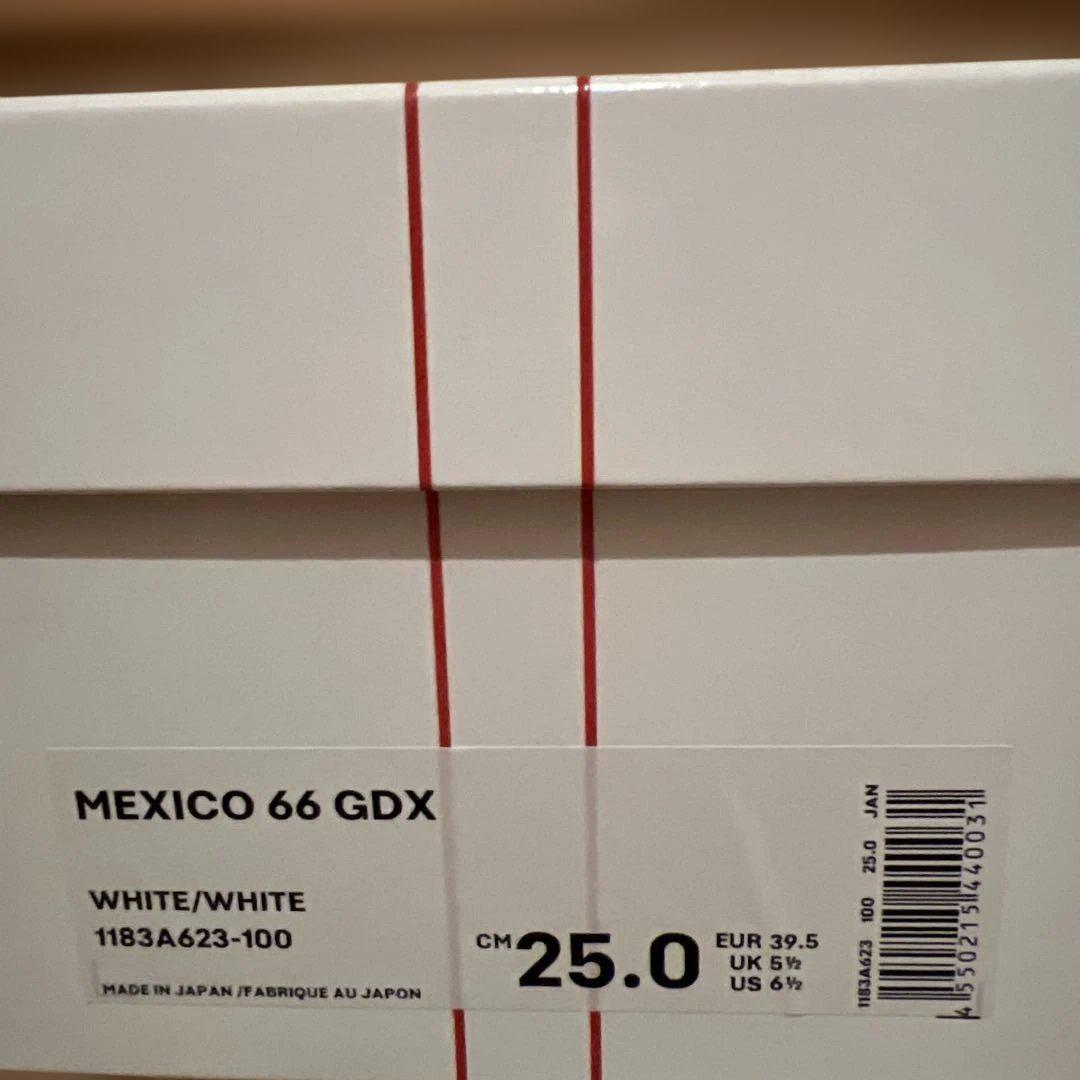 MEXICO 66 GDX
WHITE/WHITE
1183A623-100
MADE IN JAPAN /FABRIQUE AU JAPON
CM 25.0
EUR 39.5
UK 5½
US 6½
1183A623 100 25.0 JAN
4550215440031